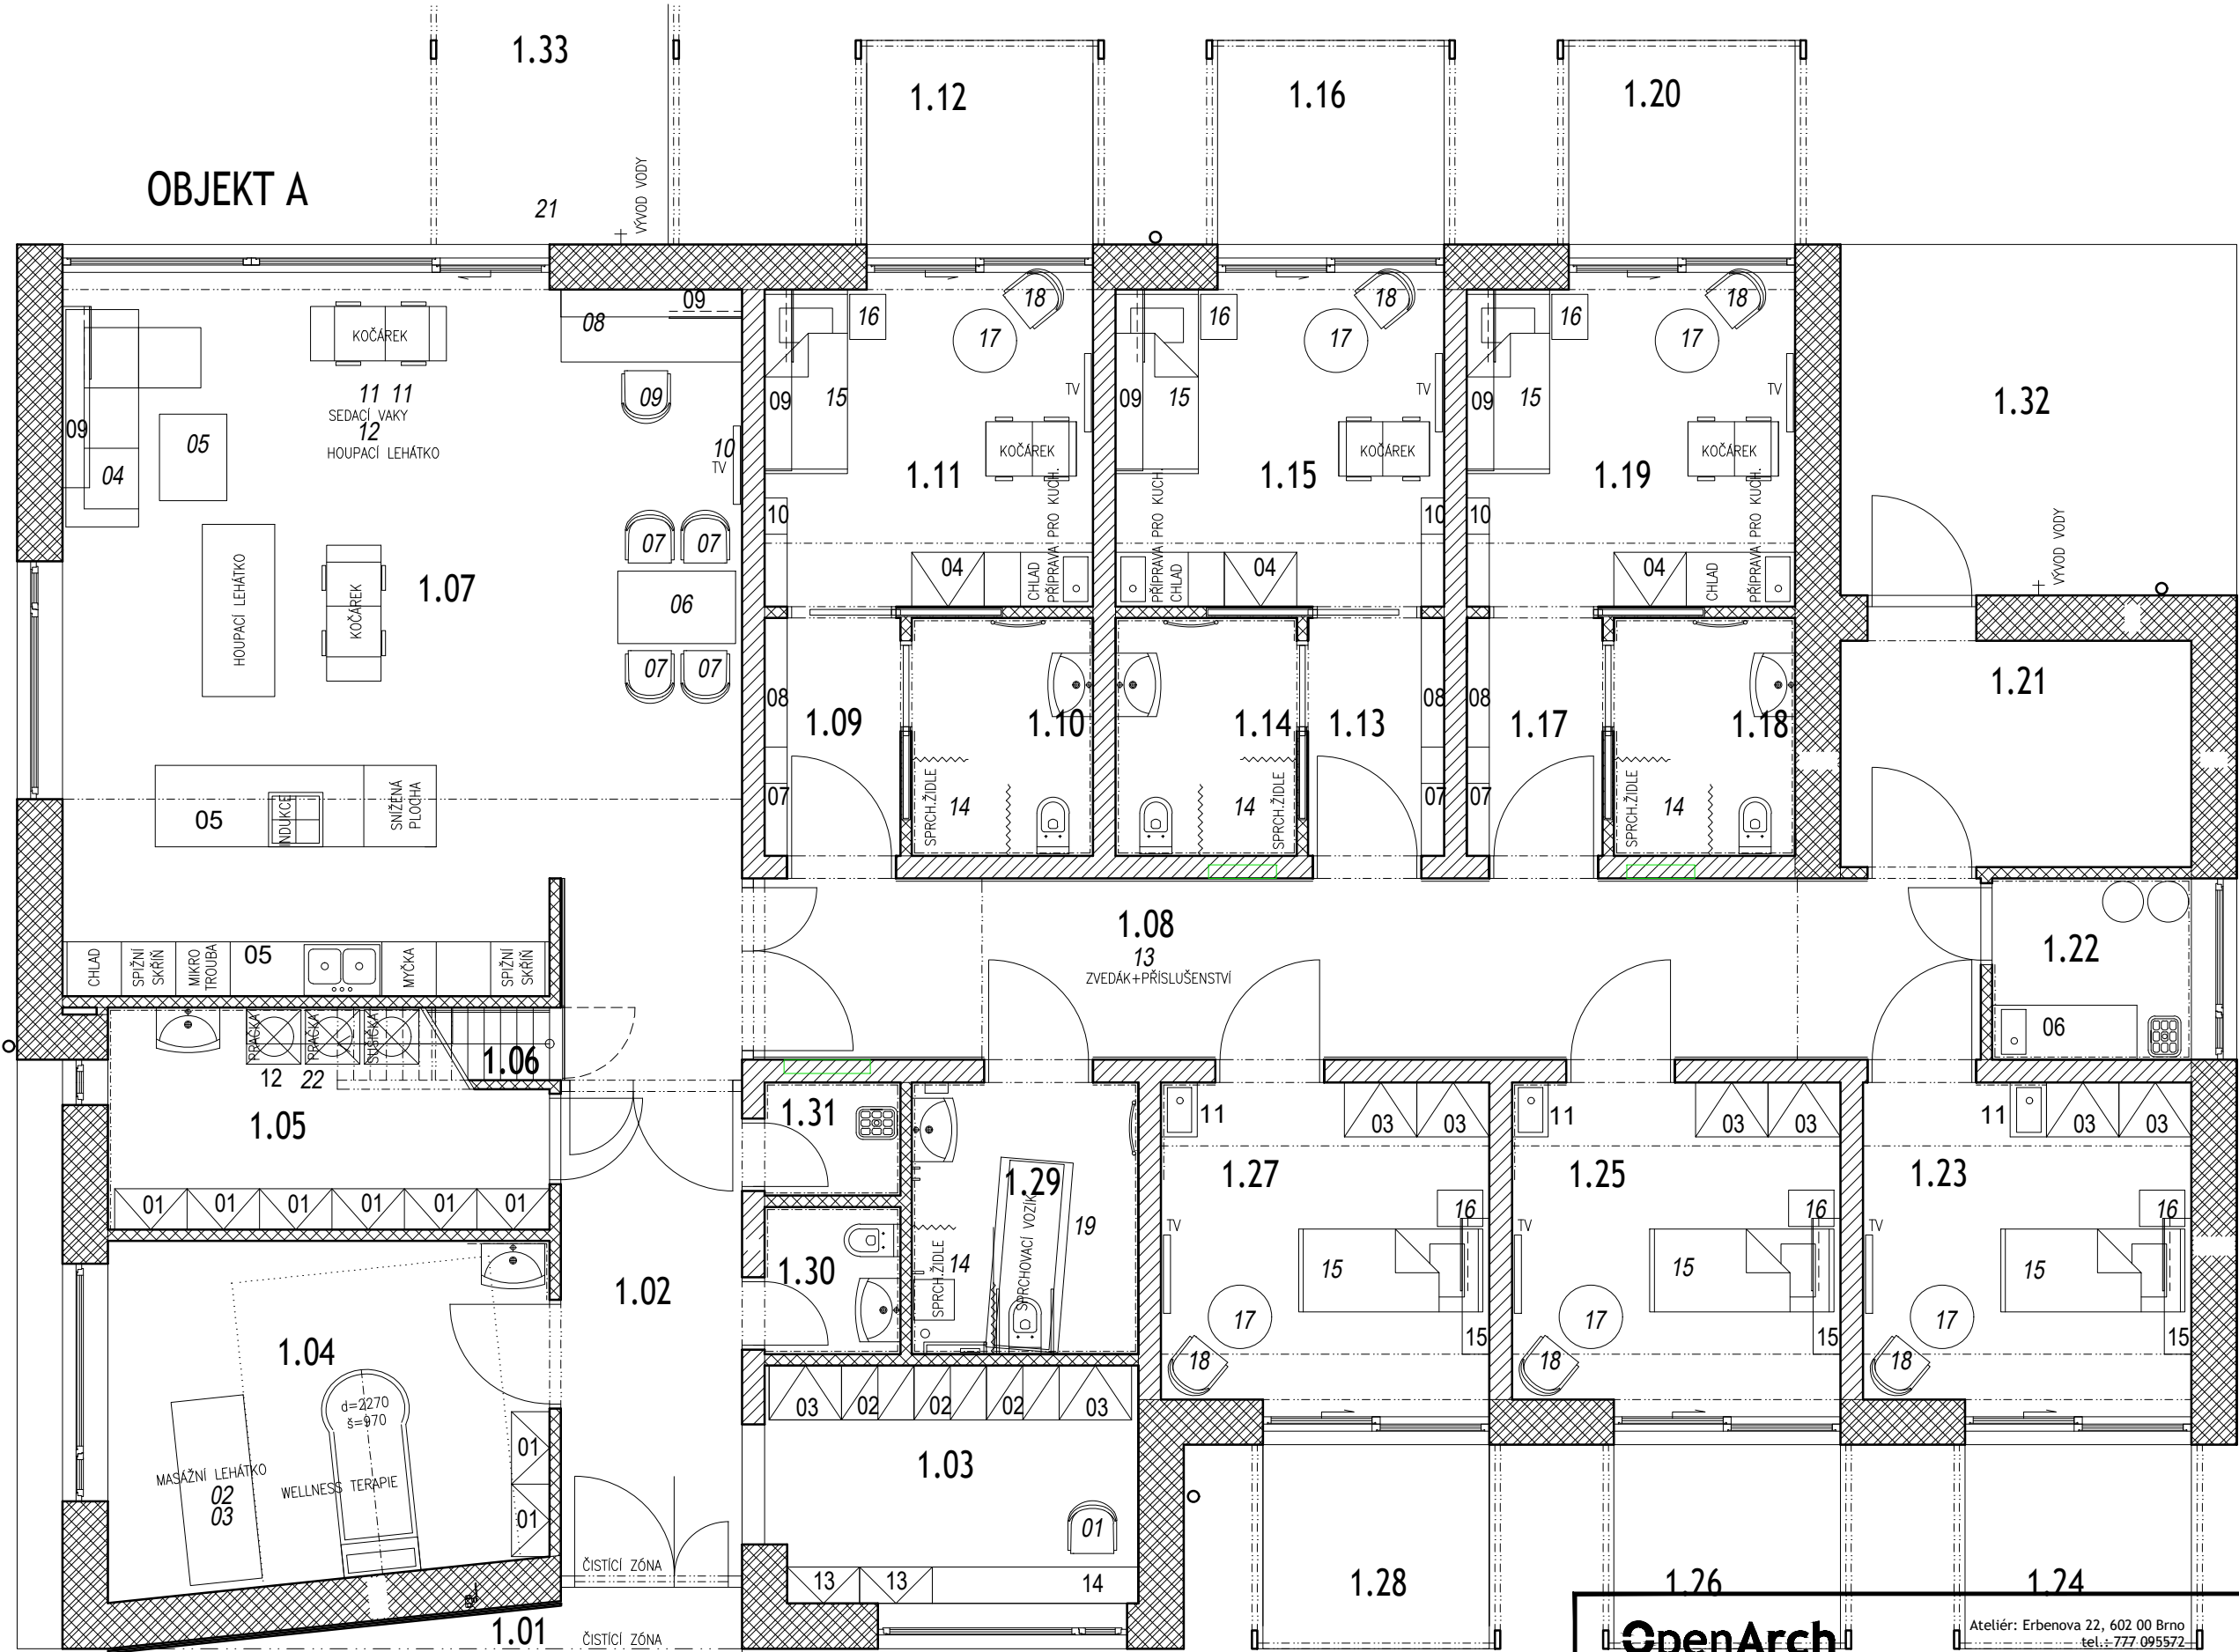 1.33
1.12
1.16
1.20
OBJEKT A
21
VÝVOD VODY
09
08
16
18
17
16
18
17
16
18
17
KOČÁREK
11 11
SEDACÍ VAKY
12
HOUPACÍ LEHÁTKO
09
04
05
09
10
TV
09
15
TV
09
15
TV
09
15
TV
1.32
KOČÁREK
KOČÁREK
KOČÁREK
1.11
1.15
1.19
10
10
10
PŘÍPRAVA PRO KUCH.
PŘÍPRAVA PRO KUCH.
PŘÍPRAVA PRO KUCH.
CHLAD
CHLAD
CHLAD
04
04
04
VÝVOD VODY
07
07
06
07
07
HOUPACÍ LEHÁTKO
KOČÁREK
1.07
08
1.09
1.10
1.14
1.13
08
08
1.17
1.18
1.21
07
SPRCH.ŽIDLE
14
14
SPRCH.ŽIDLE
07
07
SPRCH.ŽIDLE
14
05
INDUKCE
SNÍŽENÁ
PLOCHA
1.08
13
ZVEDÁK+PŘÍSLUŠENSTVÍ
1.22
06
CHLAD
SPIŽNÍ
SKŘÍŇ
MIKRO
TROUBA
05
MYČKA
SPIŽNÍ
SKŘÍŇ
PRAČKA
PRAČKA
SUŠIČKA
12
22
1.06
1.05
01
01
01
01
01
01
1.31
1.29
SPRCHOVACÍ VOZÍK
19
14
SPRCH.ŽIDLE
1.30
1.02
11
03
03
1.27
16
TV
15
17
15
18
11
03
03
1.25
16
TV
15
17
15
18
11
03
03
1.23
16
TV
15
17
15
18
1.04
d=2270
š=970
MASÁŽNÍ LEHÁTKO
02
03
WELLNESS TERAPIE
01
01
03
02
02
02
03
1.03
01
13
13
14
ČISTÍCÍ ZÓNA
1.01
ČISTÍCÍ ZÓNA
1.28
1.26
1.24
OpenArch
Ateliér: Erbenova 22, 602 00 Brno
tel.: 777 095572